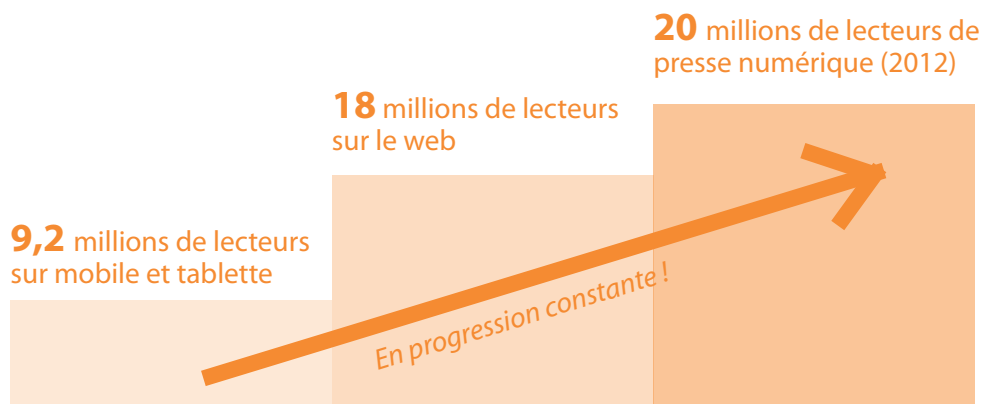 20 millions de lecteurs de
presse numérique (2012)
18 millions de lecteurs
sur le web
9,2 millions de lecteurs
sur mobile et tablette
En progression constante !